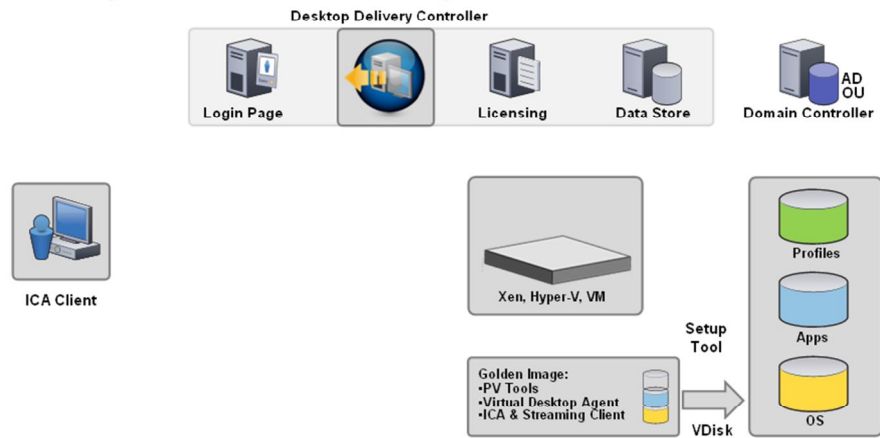 Desktop Delivery Controller
Login Page
Licensing
Data Store
Domain Controller
AD
OU
ICA Client
Xen, Hyper-V, VM
Profiles
Apps
OS
Setup
Tool
VDisk
Golden Image:
•PV Tools
•Virtual Desktop Agent
•ICA & Streaming Client